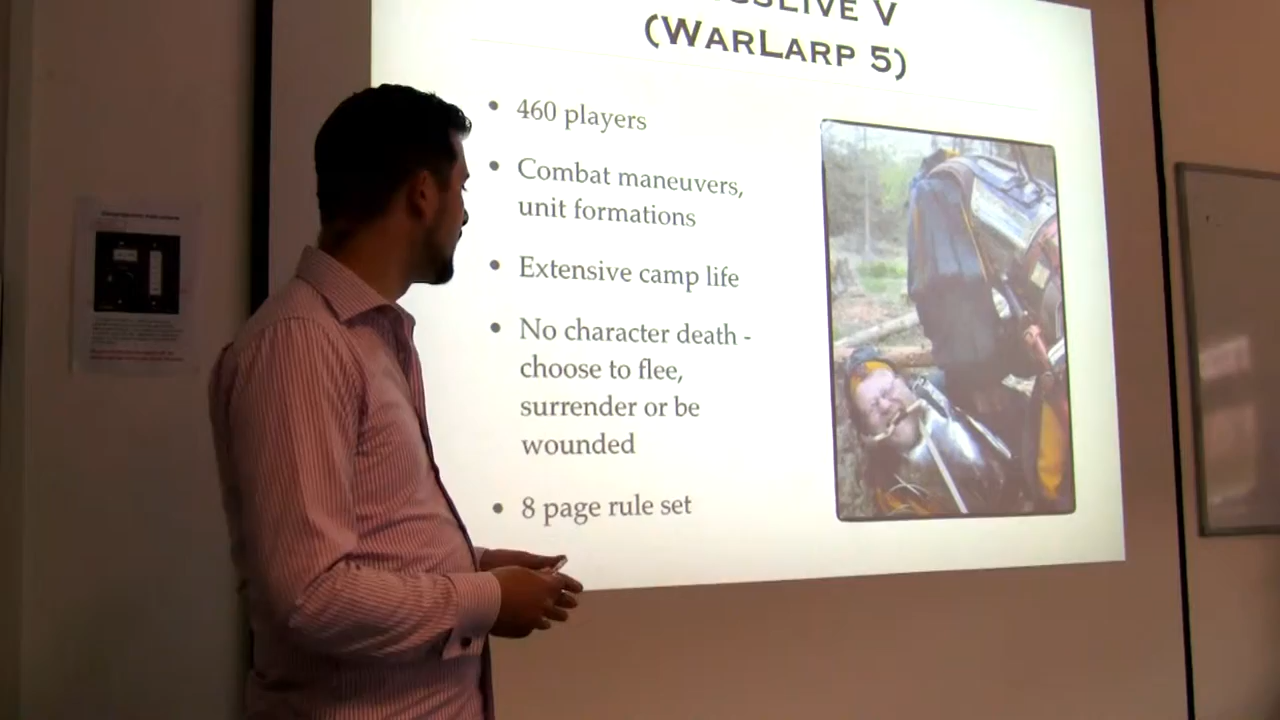 V
(WARLARP 5)
• 460 players
• Combat maneuvers,
unit formations
• Extensive camp life
• No character death -
choose to flee,
surrender or be
wounded
• 8 page rule set